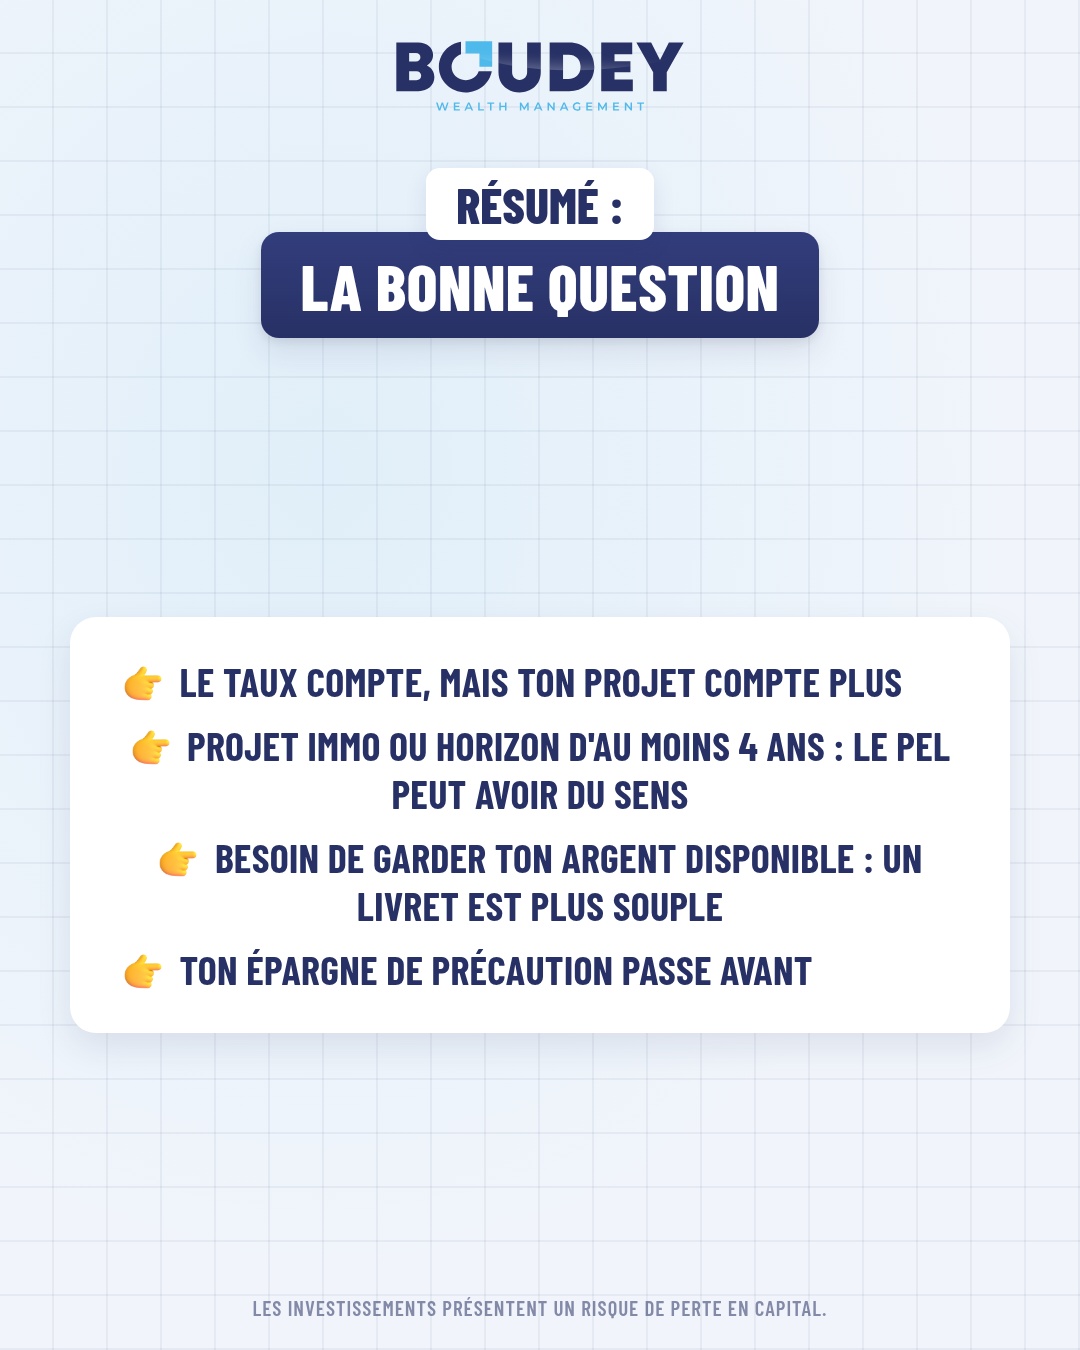 BOUDEY
WEALTH MANAGEMENT
RÉSUMÉ :
LA BONNE QUESTION
👉 LE TAUX COMPTE, MAIS TON PROJET COMPTE PLUS
👉 PROJET IMMO OU HORIZON D'AU MOINS 4 ANS : LE PEL
PEUT AVOIR DU SENS
👉 BESOIN DE GARDER TON ARGENT DISPONIBLE : UN
LIVRET EST PLUS SOUPLE
👉 TON ÉPARGNE DE PRÉCAUTION PASSE AVANT
LES INVESTISSEMENTS PRÉSENTENT UN RISQUE DE PERTE EN CAPITAL.